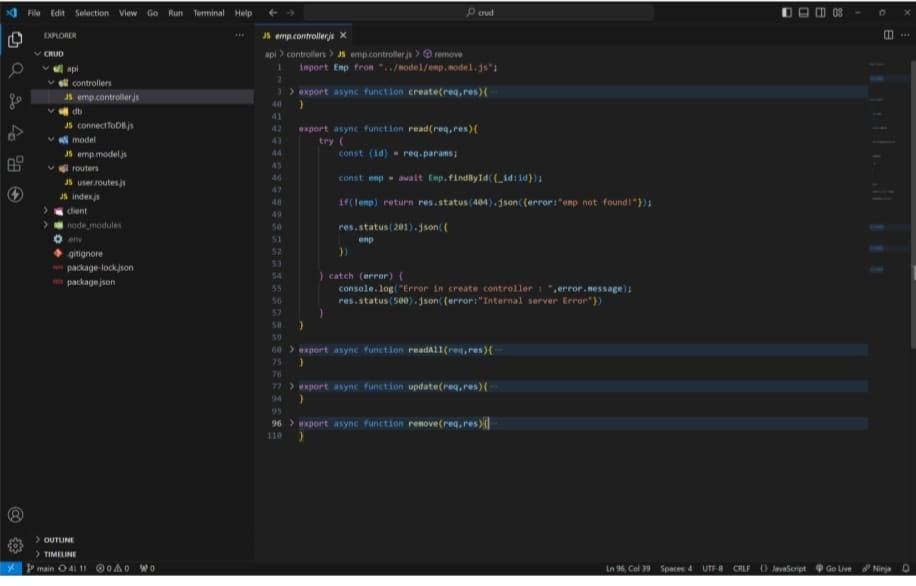 File Edit Selection View Go Run Terminal Help
crud
EXPLORER
CRUD
api
controllers
JS emp.controller.js
db
JS connectToDB.js
model
JS emp.model.js
routers
JS user.routes.js
JS index.js
client
node_modules
.env
.gitignore
package-lock.json
package.json
OUTLINE
TIMELINE
JS emp.controller.js
api > controllers > JS emp.controller.js > remove
1 import Emp from "../model/emp.model.js";
2
3 export async function create(req,res){
40 }
41
42 export async function read(req,res){
43 try {
44 const {id} = req.params;
45
46 const emp = await Emp.findById({_id:id});
47
48 if(!emp) return res.status(404).json({error:"emp not found!"});
49
50 res.status(201).json({
51 emp
52 })
53
54 } catch (error) {
55 console.log("Error in create controller : ",error.message);
56 res.status(500).json({error:"Internal server Error"})
57 }
58 }
59
60 export async function readAll(req,res){
75 }
76
77 export async function update(req,res){
94 }
95
96 export async function remove(req,res){
110 }
main 0 0 0 Ln 96, Col 39 Spaces: 4 UTF-8 CRLF {} JavaScript Go Live Ninja